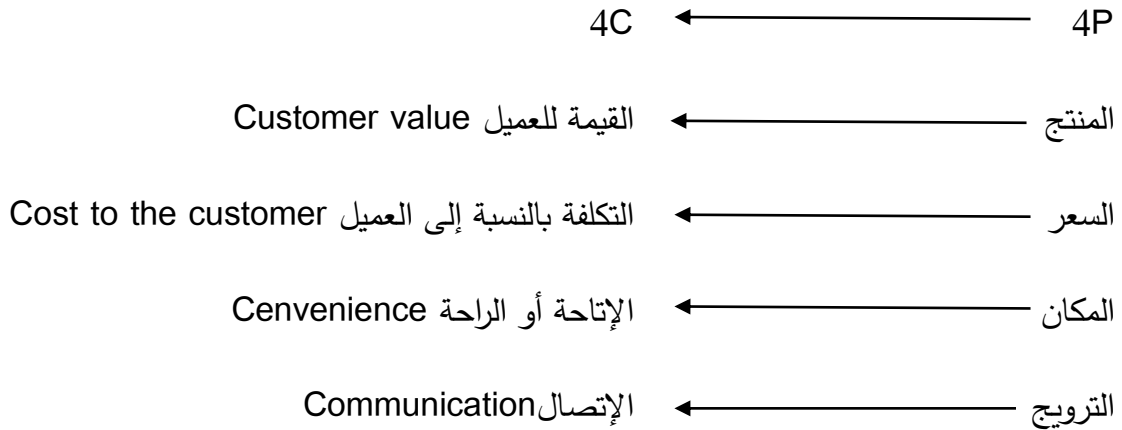 4P 4C
المنتج القيمة للعميل Customer value
السعر التكلفة بالنسبة إلى العميل Cost to the customer
المكان الإتاحة أو الراحة Cenvenience
الترويج الإتصالCommunication